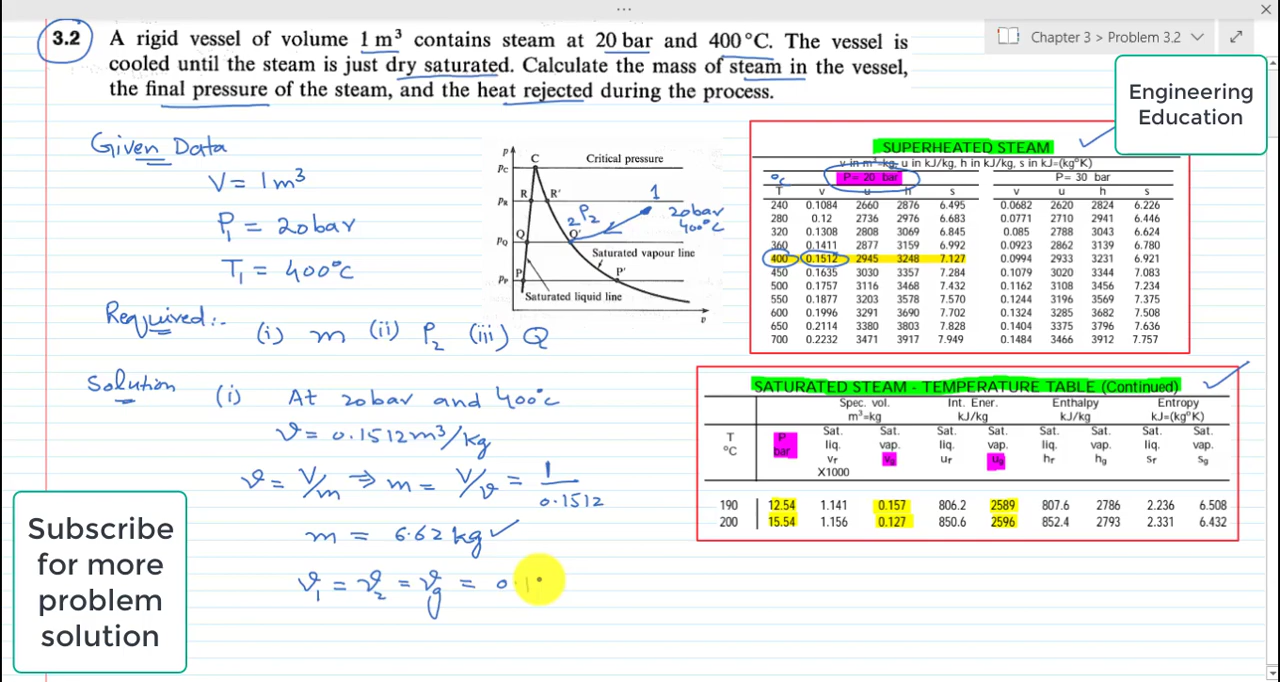 3.2 A rigid vessel of volume 1 m³ contains steam at 20 bar and 400 °C. The vessel is
cooled until the steam is just dry saturated. Calculate the mass of steam in the vessel,
the final pressure of the steam, and the heat rejected during the process.
Chapter 3 > Problem 3.2
Engineering
Education
Given Data
V = 1m³
P₁ = 20bar
T₁ = 400°c
Required:-
(i) m (ii) P₂ (iii) Q
Solution (i) At 20bar and 400°c
v = 0.1512m³/kg
v = V/m ⇒ m = V/v = 1/0.1512
m = 6.62 kg ✓
v₁ = v₂ = vg = 0.1
Subscribe
for more
problem
solution
P
C Critical pressure
PC
R R'
PR
1
20bar
400°c
2 P₂
Q Q'
PQ
Saturated vapour line
P P'
PP
Saturated liquid line
v
SUPERHEATED STEAM
v in m³=kg, u in kJ/kg, h in kJ/kg, s in kJ=(kg°K)
°C P= 20 bar P= 30 bar
T v u h s v u h s
240 0.1084 2660 2876 6.495 0.0682 2620 2824 6.226
280 0.12 2736 2976 6.683 0.0771 2710 2941 6.446
320 0.1308 2808 3069 6.845 0.085 2788 3043 6.624
360 0.1411 2877 3159 6.992 0.0923 2862 3139 6.780
400 0.1512 2945 3248 7.127 0.0994 2933 3231 6.921
450 0.1635 3030 3357 7.284 0.1079 3020 3344 7.083
500 0.1757 3116 3468 7.432 0.1162 3108 3456 7.234
550 0.1877 3203 3578 7.570 0.1244 3196 3569 7.375
600 0.1996 3291 3690 7.702 0.1324 3285 3682 7.508
650 0.2114 3380 3803 7.828 0.1404 3375 3796 7.636
700 0.2232 3471 3917 7.949 0.1484 3466 3912 7.757
SATURATED STEAM - TEMPERATURE TABLE (Continued)
Spec. vol. Int. Ener. Enthalpy Entropy
m³=kg kJ/kg kJ/kg kJ=(kg°K)
T P Sat. Sat. Sat. Sat. Sat. Sat. Sat. Sat.
°C bar liq. vap. liq. vap. liq. vap. liq. vap.
vf vg uf ug hf hg sf sg
X1000
190 12.54 1.141 0.157 806.2 2589 807.6 2786 2.236 6.508
200 15.54 1.156 0.127 850.6 2596 852.4 2793 2.331 6.432